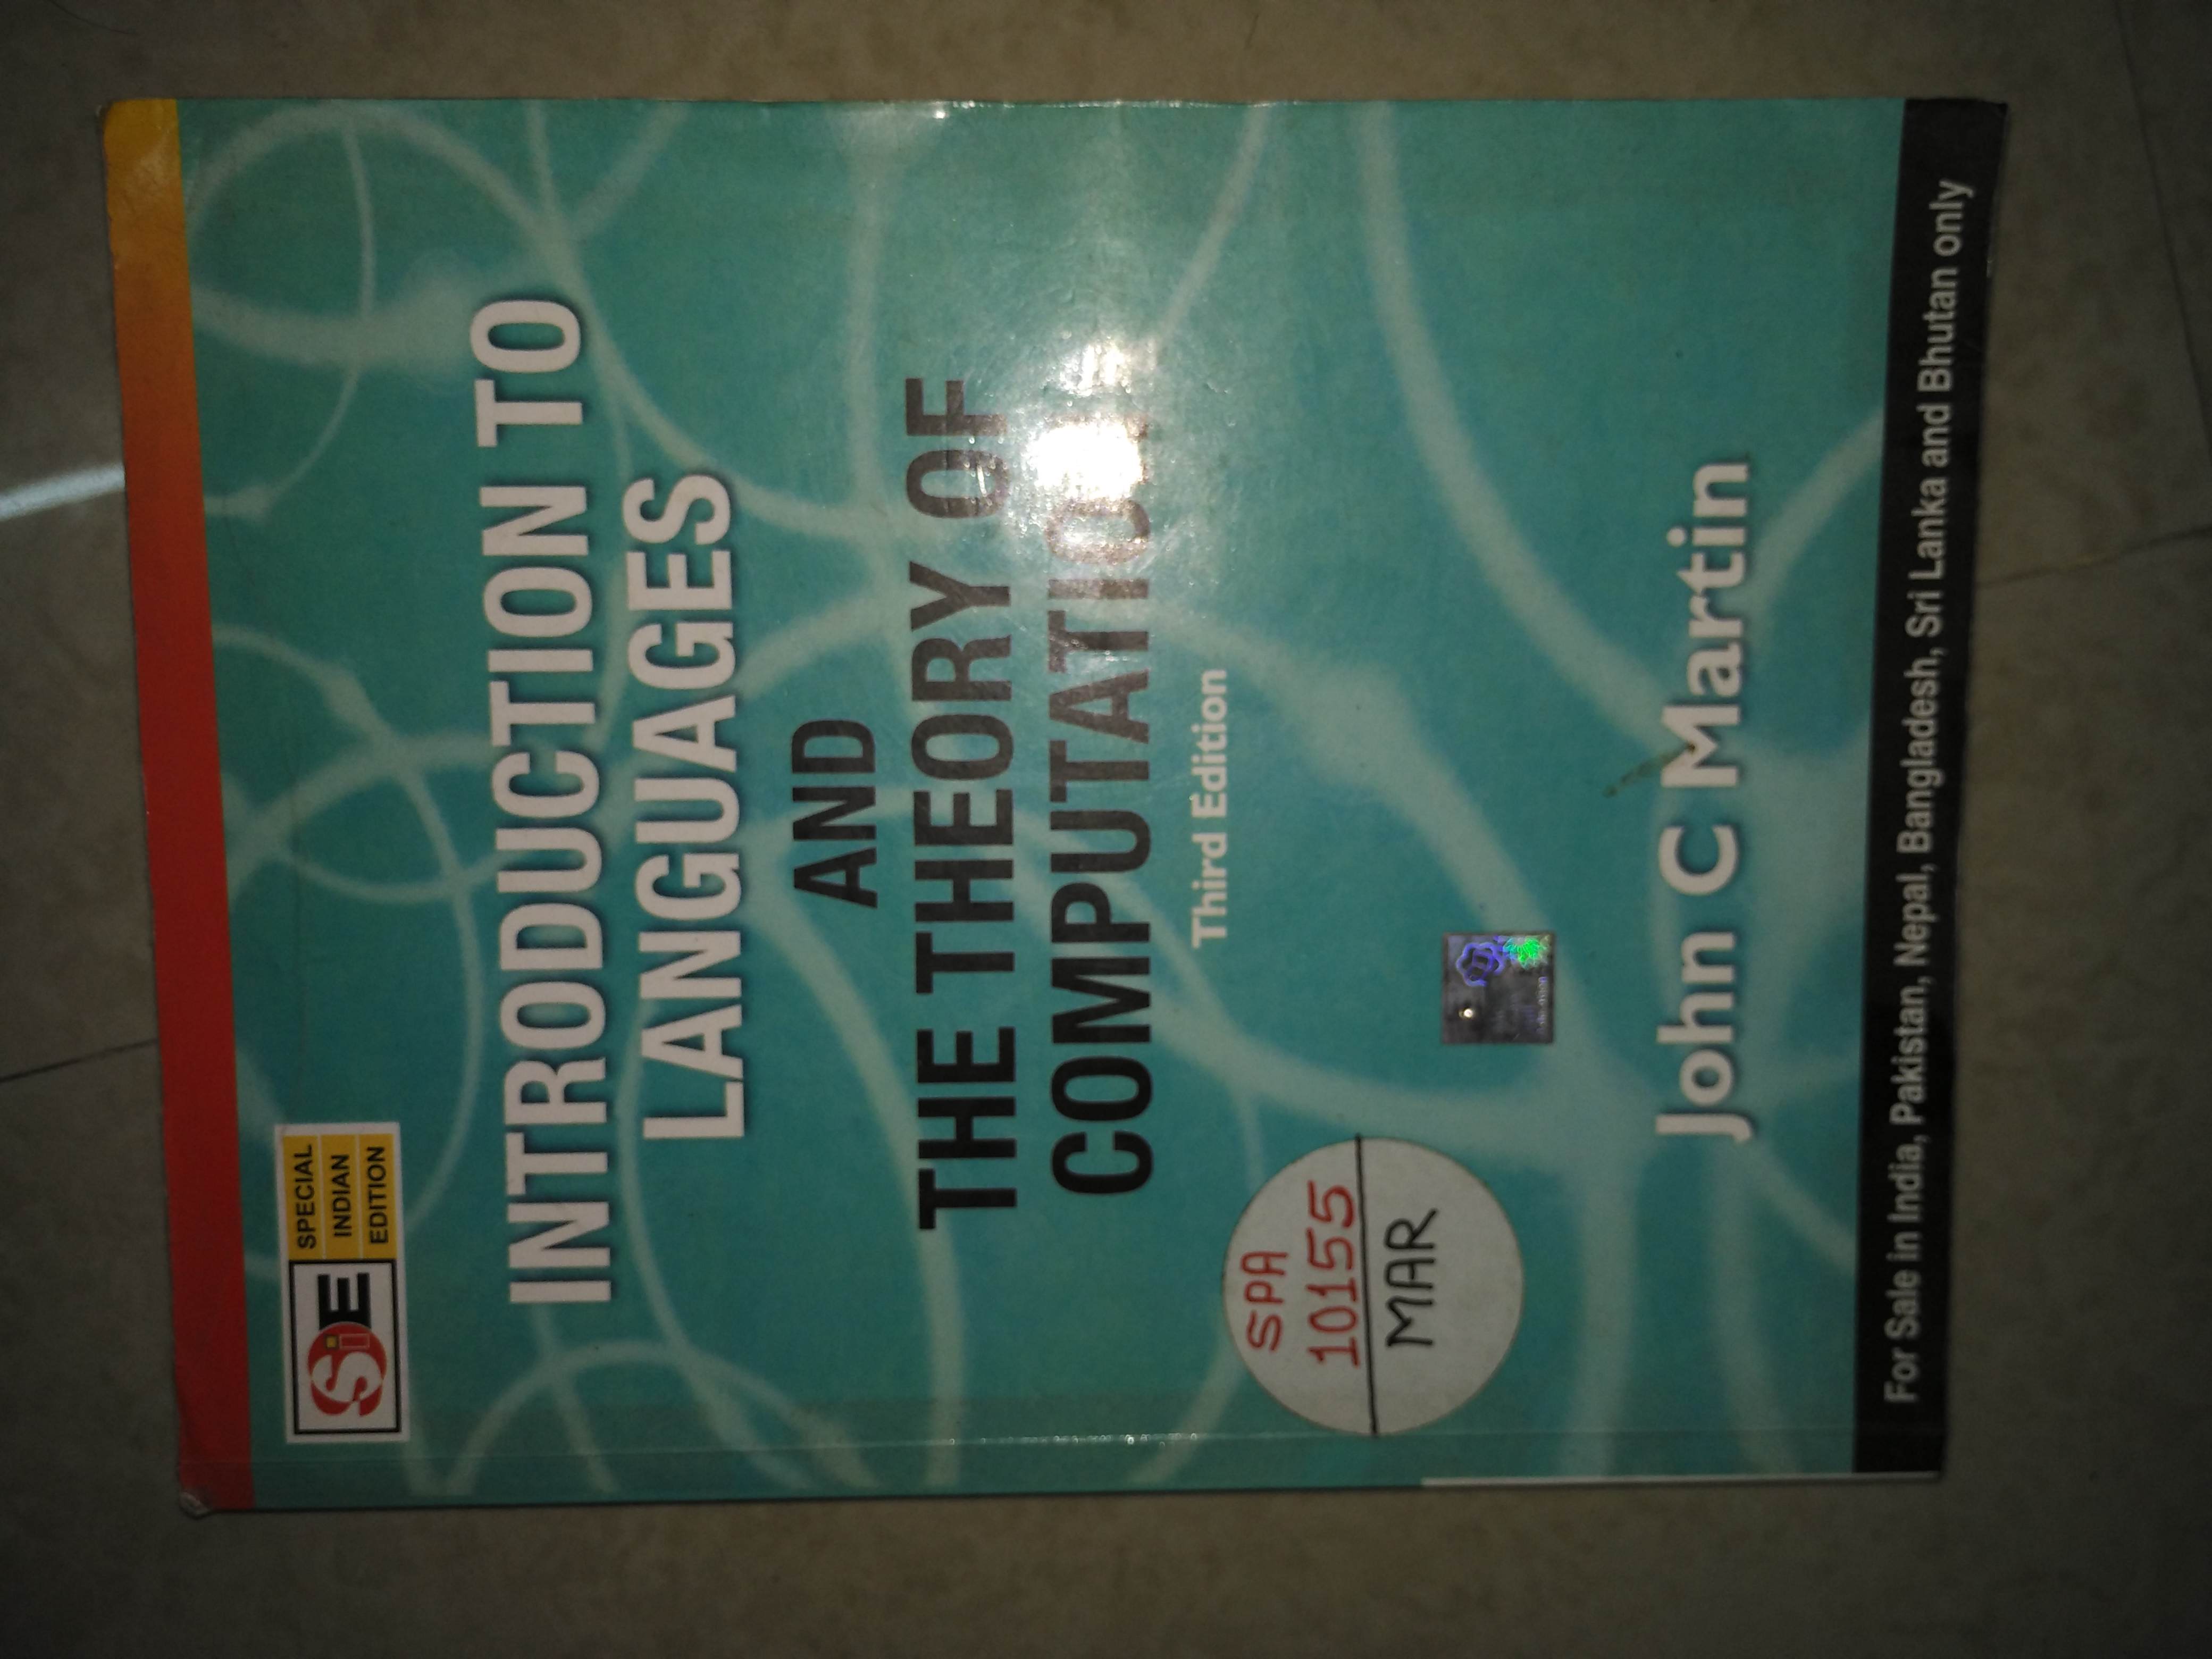 SiE
SPECIAL
INDIAN
EDITION
INTRODUCTION TO
LANGUAGES
AND
THE THEORY OF
COMPUTATION
Third Edition
SPA
10155
MAR
John C Martin
For Sale in India, Pakistan, Nepal, Bangladesh, Sri Lanka and Bhutan only